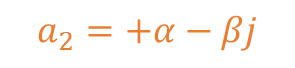 a₂ = +α − βj